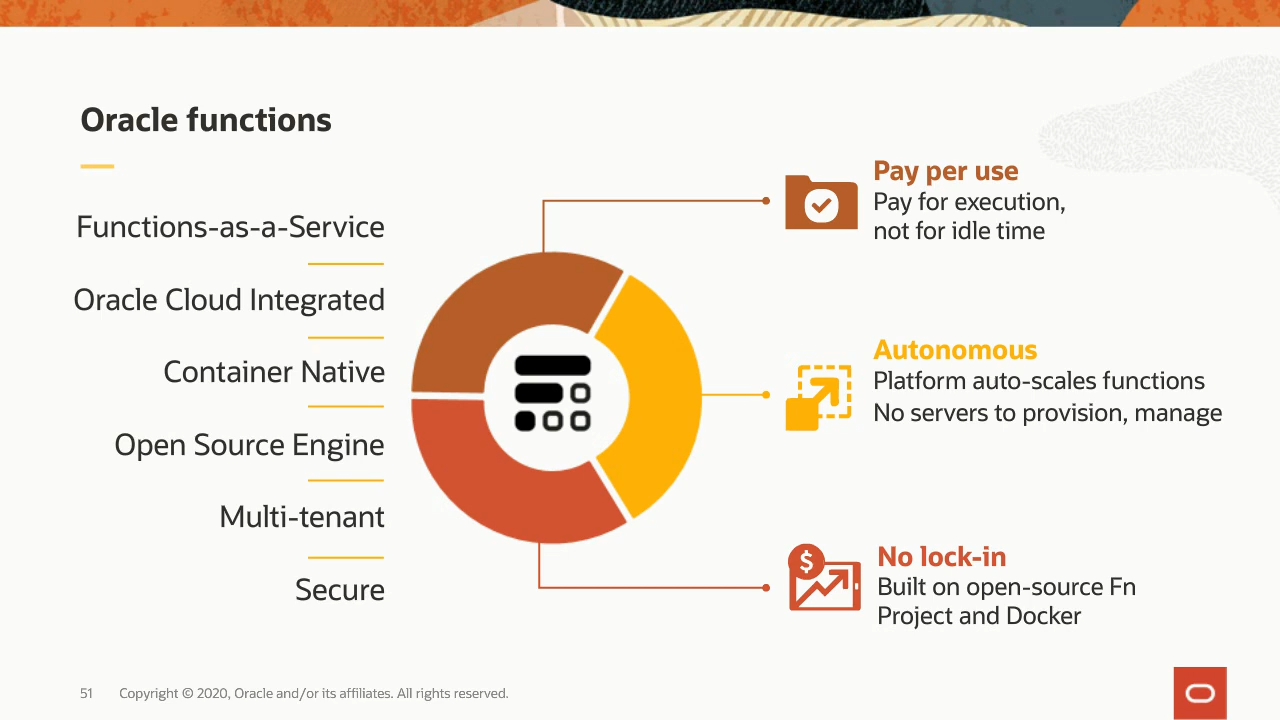 Oracle functions
Functions-as-a-Service
Oracle Cloud Integrated
Container Native
Open Source Engine
Multi-tenant
Secure
Pay per use
Pay for execution,
not for idle time
Autonomous
Platform auto-scales functions
No servers to provision, manage
$
No lock-in
Built on open-source Fn
Project and Docker
51 Copyright © 2020, Oracle and/or its affiliates. All rights reserved.